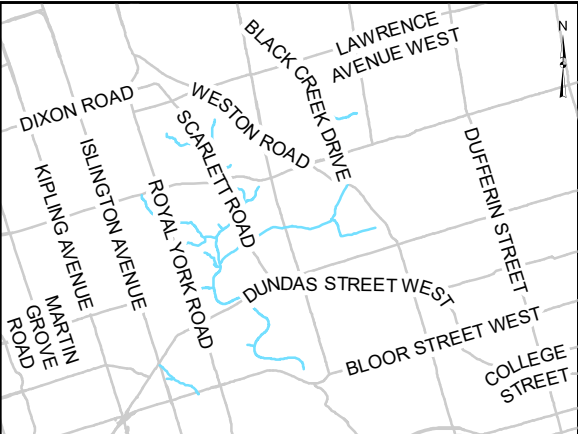 N
LAWRENCE
AVENUE WEST
BLACK CREEK DRIVE
DIXON ROAD
WESTON ROAD
SCARLETT ROAD
DUFFERIN STREET
ISLINGTON AVENUE
KIPLING AVENUE
ROYAL YORK ROAD
DUNDAS STREET WEST
MARTIN
GROVE
ROAD
BLOOR STREET WEST
COLLEGE
STREET